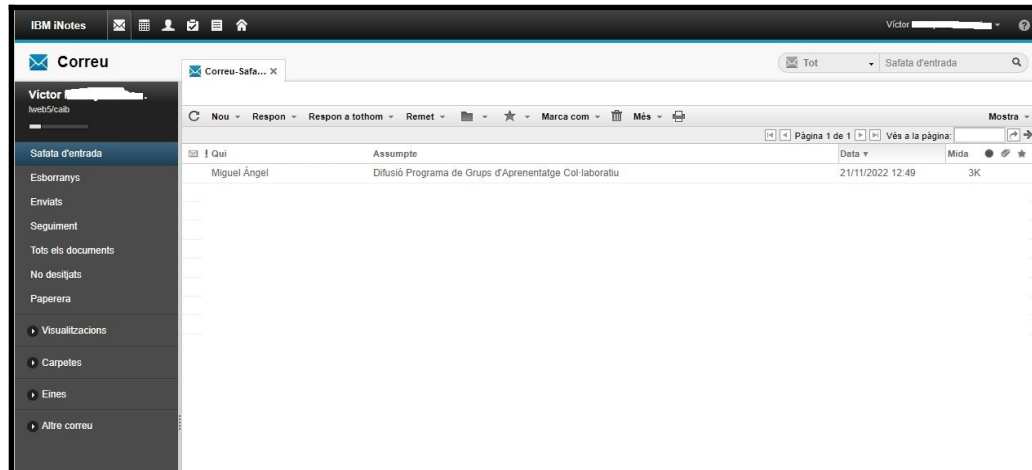 IBM iNotes
Víctor
Correu
Correu-Safa...
Tot
Safata d'entrada
Victor
lweb5/caib
Nou Respon Respon a tothom Remet Marca com Més
Mostra
Pàgina 1 de 1 Vés a la pàgina:
Safata d'entrada
! Qui Assumpte Data Mida
Miguel Àngel Difusió Programa de Grups d'Aprenentatge Col·laboratiu 21/11/2022 12:49 3K
Esborranys
Enviats
Seguiment
Tots els documents
No desitjats
Paperera
Visualitzacions
Carpetes
Eines
Altre correu